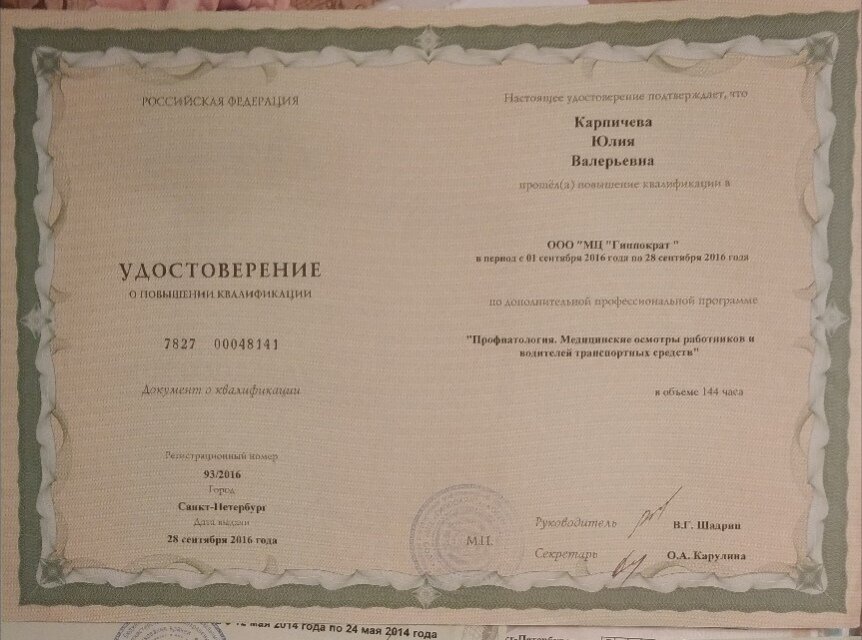 РОССИЙСКАЯ ФЕДЕРАЦИЯ
УДОСТОВЕРЕНИЕ
О ПОВЫШЕНИИ КВАЛИФИКАЦИИ
7827 00048141
Документ о квалификации
Регистрационный номер
93/2016
Город
Санкт-Петербург
Дата выдачи
28 сентября 2016 года
Настоящее удостоверение подтверждает, что
Карпичева
Юлия
Валерьевна
прошёл(а) повышение квалификации в
ООО "МЦ "Гиппократ "
в период с 01 сентября 2016 года по 28 сентября 2016 года
по дополнительной профессиональной программе
"Профпатология. Медицинские осмотры работников и
водителей транспортных средств"
в объеме 144 часа
М.П.
Руководитель В.Г. Шадрин
Секретарь О.А. Карулина
12 мая 2014 года по 24 мая 2014 года